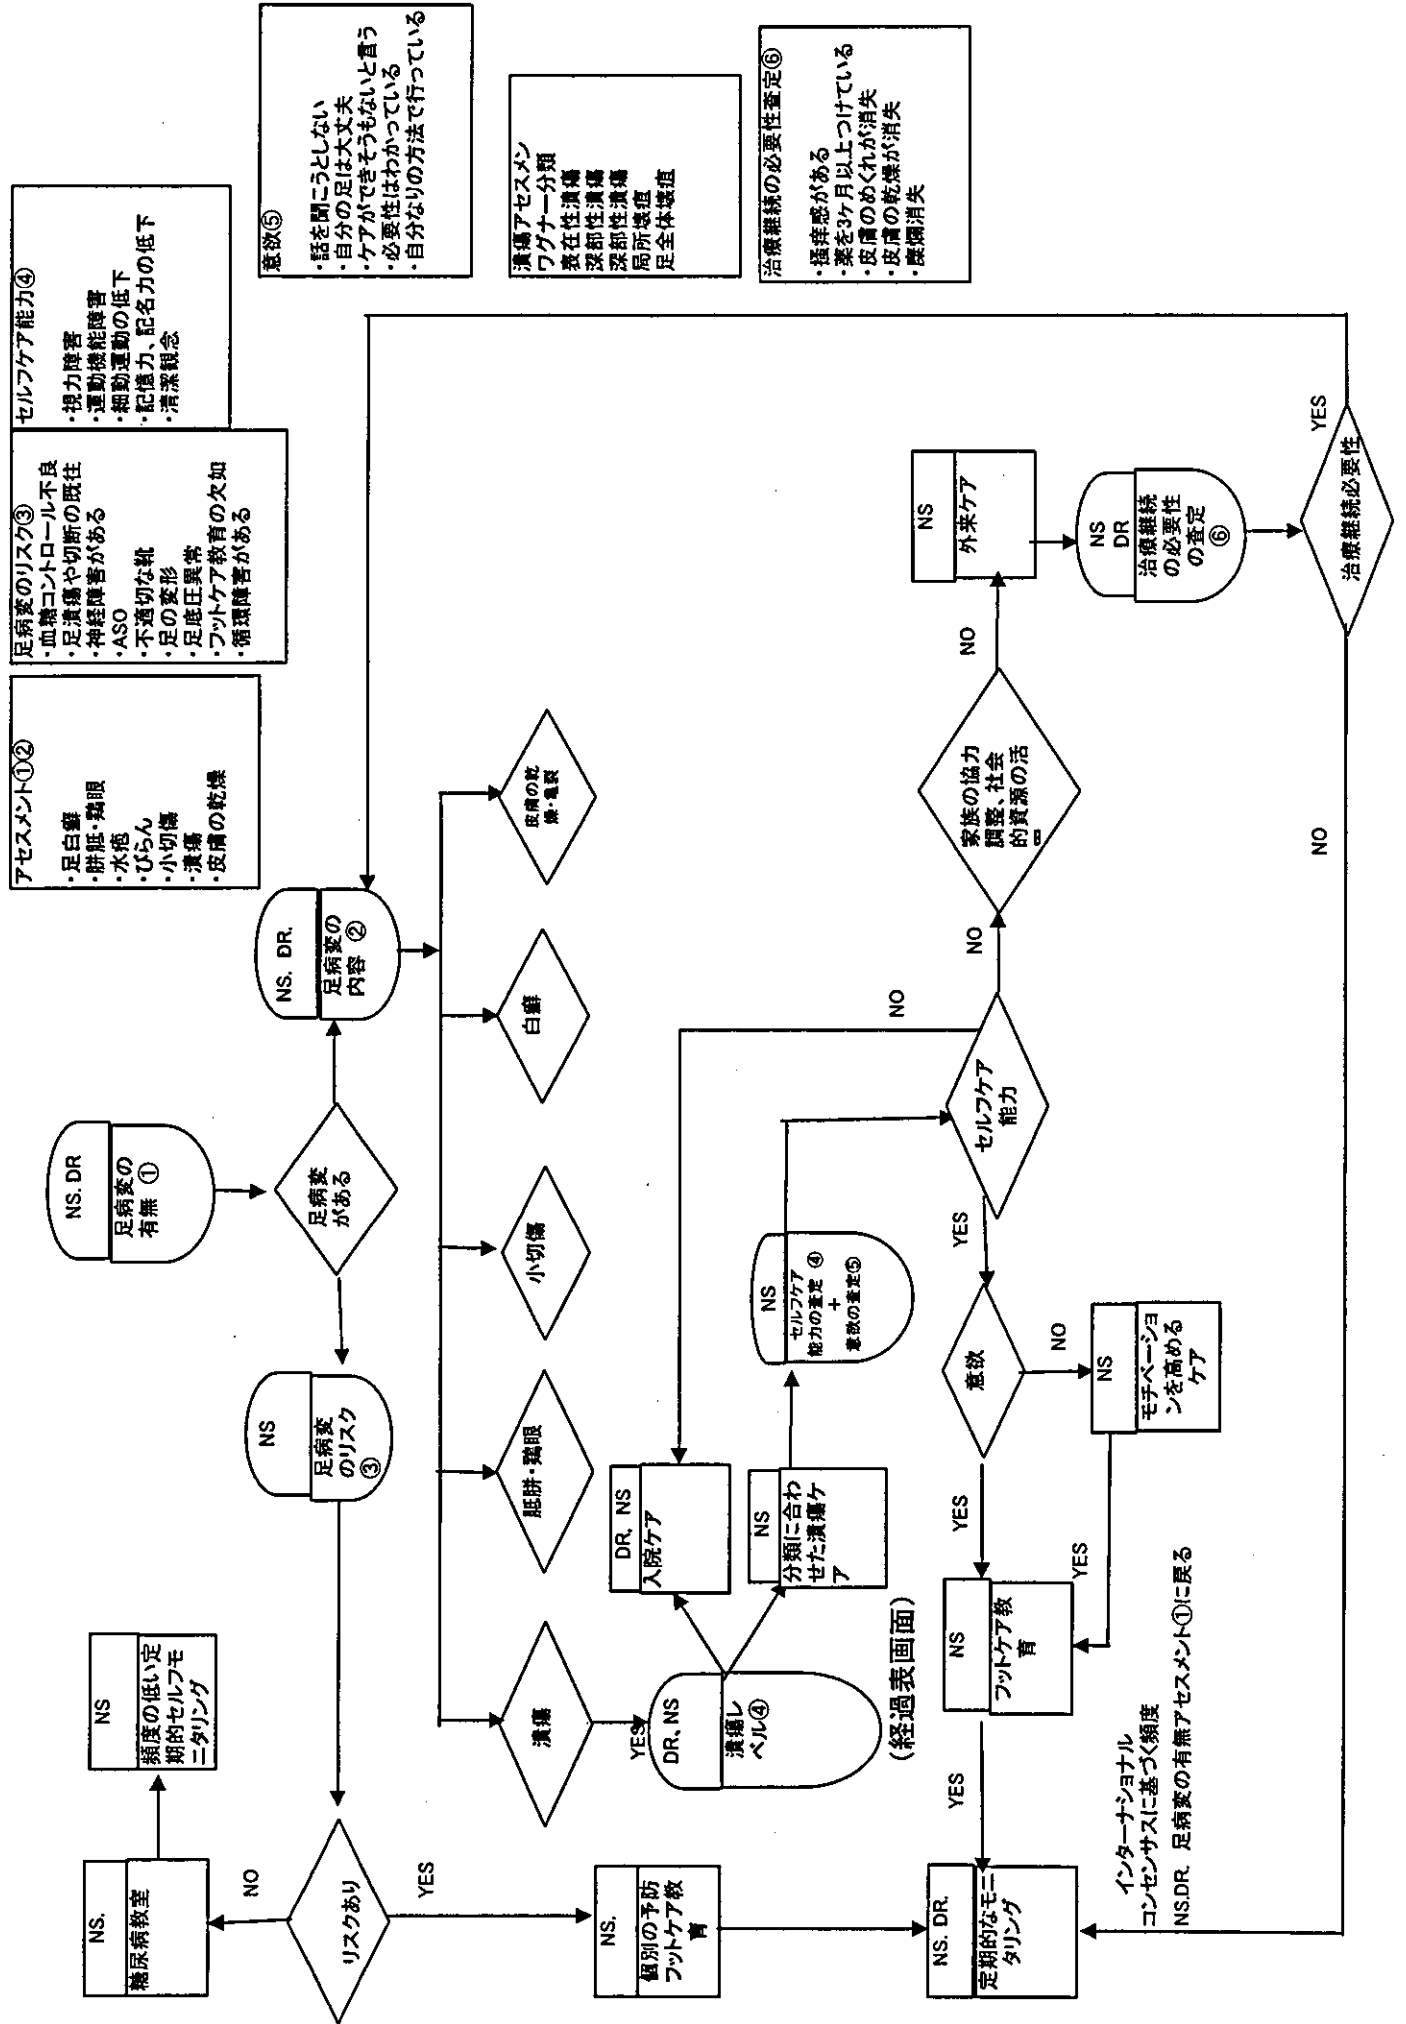 NS. DR
足病変の
有無 ①
足病変
がある
NS
足病変
のリスク
③
NS. DR.
足病変の
内容 ②
アセスメント①②
・足白癬
・胼胝・鶏眼
・水疱
・びらん
・小切傷
・潰瘍
・皮膚の乾燥
足病変のリスク③
・血糖コントロール不良
・足潰瘍や切断の既往
・神経障害がある
・ASO
・不適切な靴
・足の変形
・足底圧異常
・フットケア教育の欠如
・循環障害がある
セルフケア能力④
・視力障害
・運動機能障害
・細動運動の低下
・記憶力、記名力の低下
・清潔観念
意欲⑤
・話を聞こうとしない
・自分の足は大丈夫
・ケアができそうもないと言う
・必要性はわかっている
・自分なりの方法で行っている
潰瘍アセスメン
ワグナー分類
表在性潰瘍
深部性潰瘍
深部性潰瘍
局所壊疽
足全体壊疽
治療継続の必要性査定⑥
・掻痒感がある
・薬を3ヶ月以上つけている
・皮膚のめくれが消失
・皮膚の乾燥が消失
・糜爛消失
NS
頻度の低い定
期的セルフモ
ニタリング
NS.
糖尿病教室
NO
リスクあり
YES
NS.
個別の予防
フットケア教
育
潰瘍
胝胼・鶏眼
小切傷
白癬
皮膚の乾
燥・亀裂
YES
DR、NS
潰瘍レ
ベル④
(経過表画面)
DR、NS
入院ケア
NS
分類に合わ
せた潰瘍ケ
ア
NS
セルフケア
能力の査定 ④
+
意欲の査定⑤
NO
セルフケア
能力
NO
家族の協力
調整、社会
的資源の活
NO
NS
外来ケア
NS
DR
治療継続
の必要性
の査定
⑥
治療継続必要性
YES
NO
YES
意欲
NO
NS
モチベーショ
ンを高める
ケア
YES
YES
NS
フットケア教
育
YES
NS. DR.
定期的なモニ
タリング
インターナショナル
コンセンサスに基づく頻度
NS.DR. 足病変の有無アセスメント①に戻る